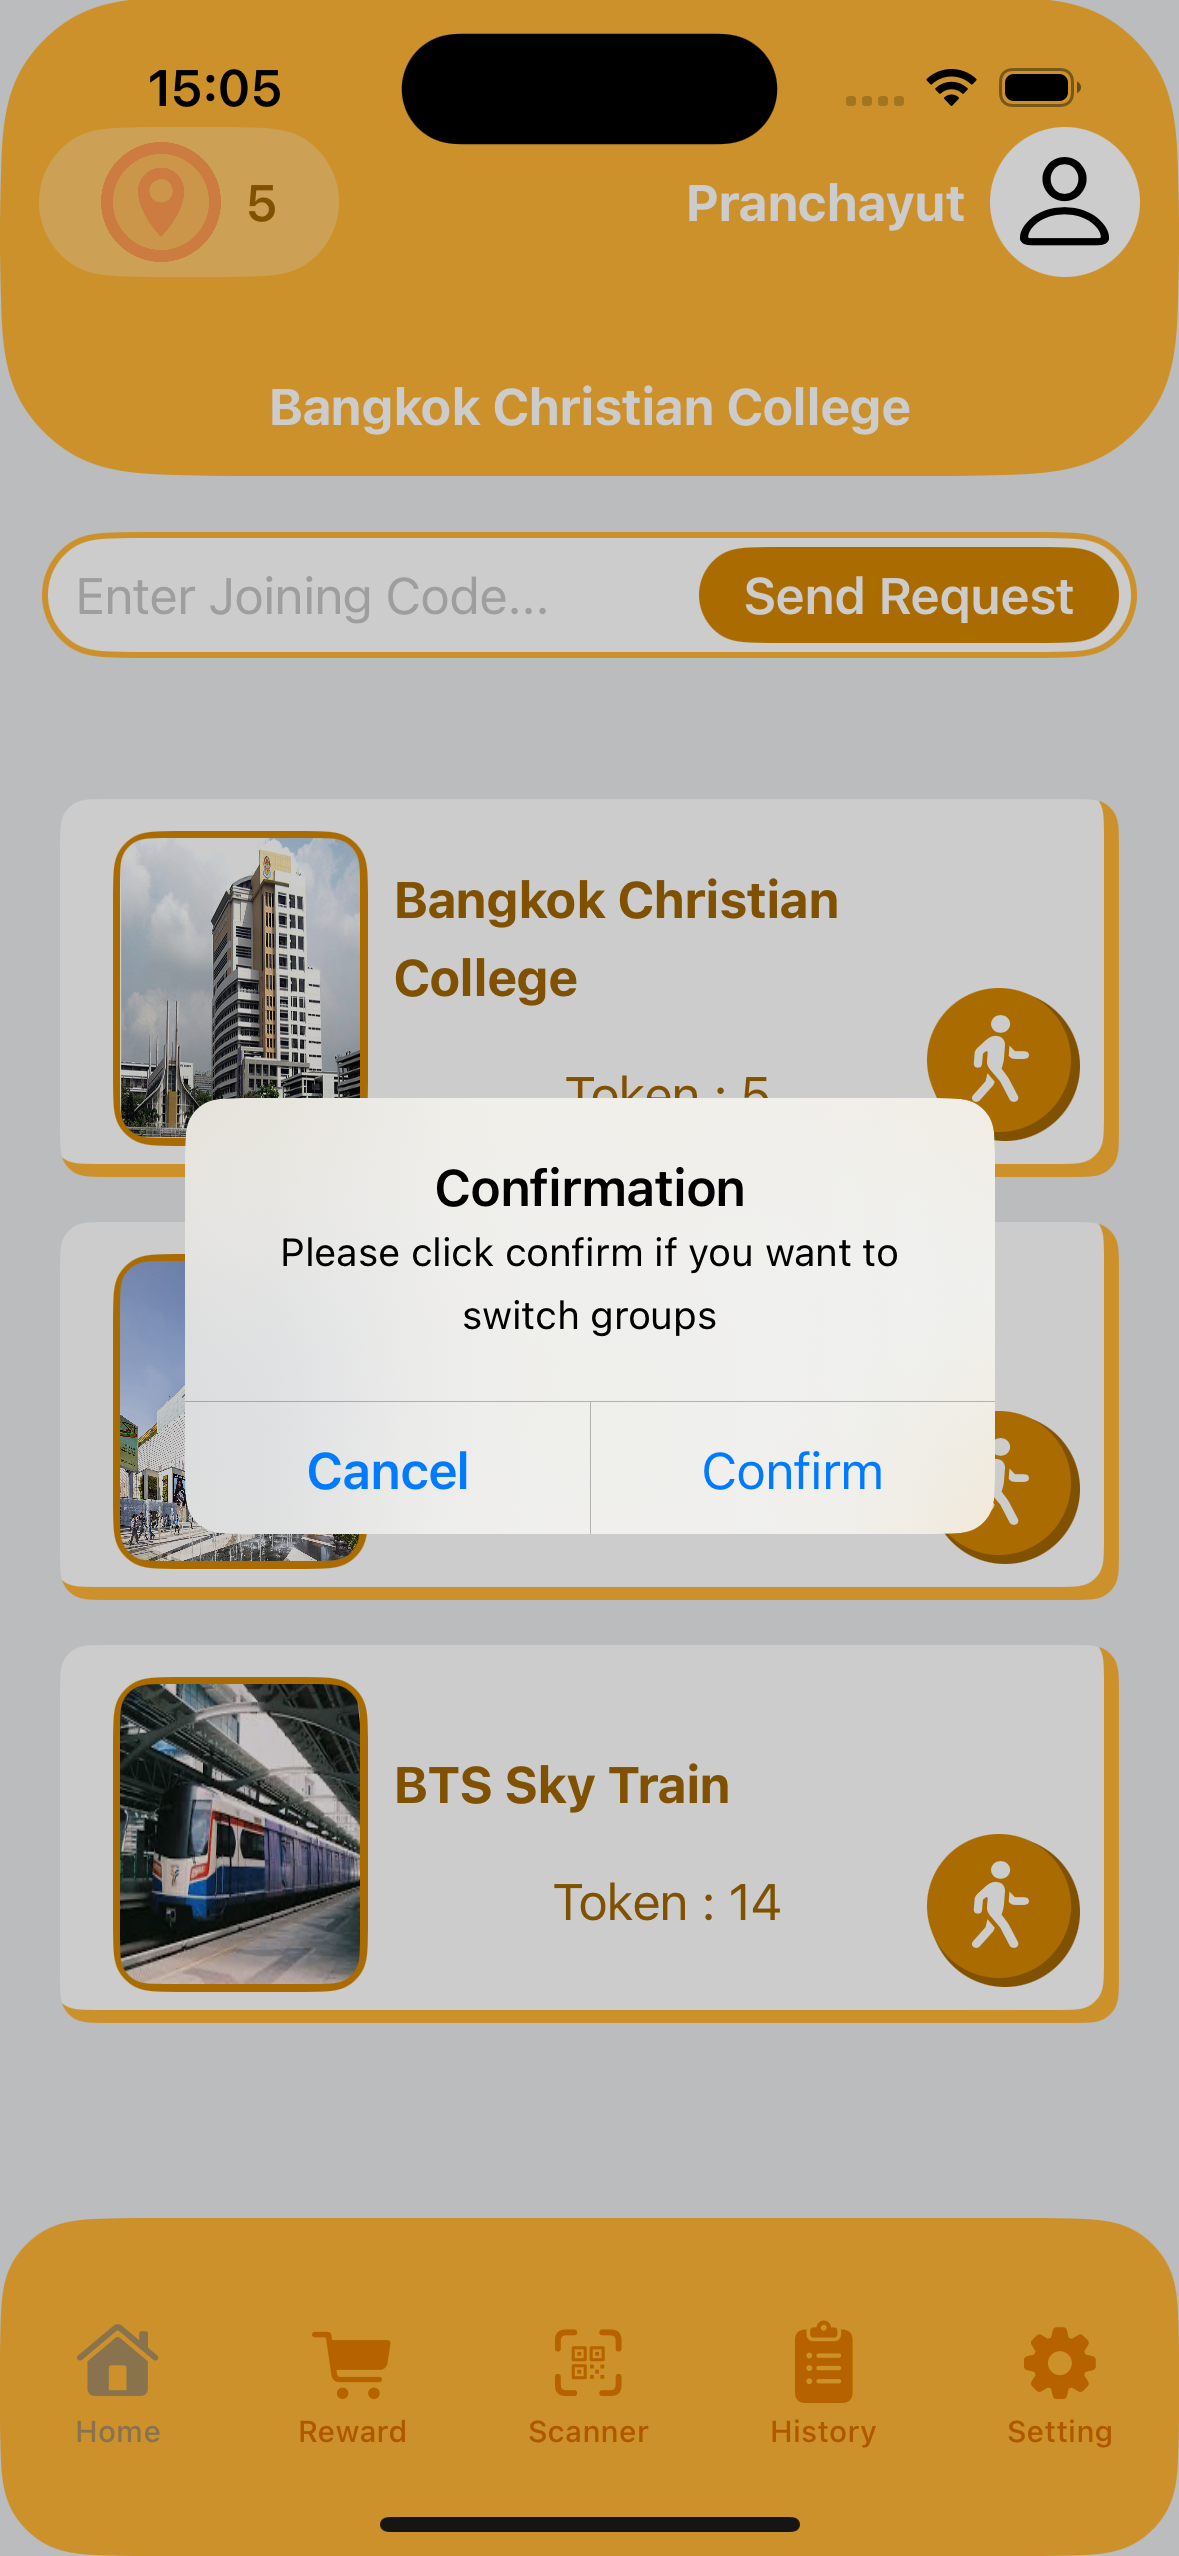 15:05
5
Pranchayut
Bangkok Christian College
Enter Joining Code...
Send Request
Bangkok Christian
College
Token : 5
Confirmation
Please click confirm if you want to
switch groups
Cancel
Confirm
BTS Sky Train
Token : 14
Home
Reward
Scanner
History
Setting